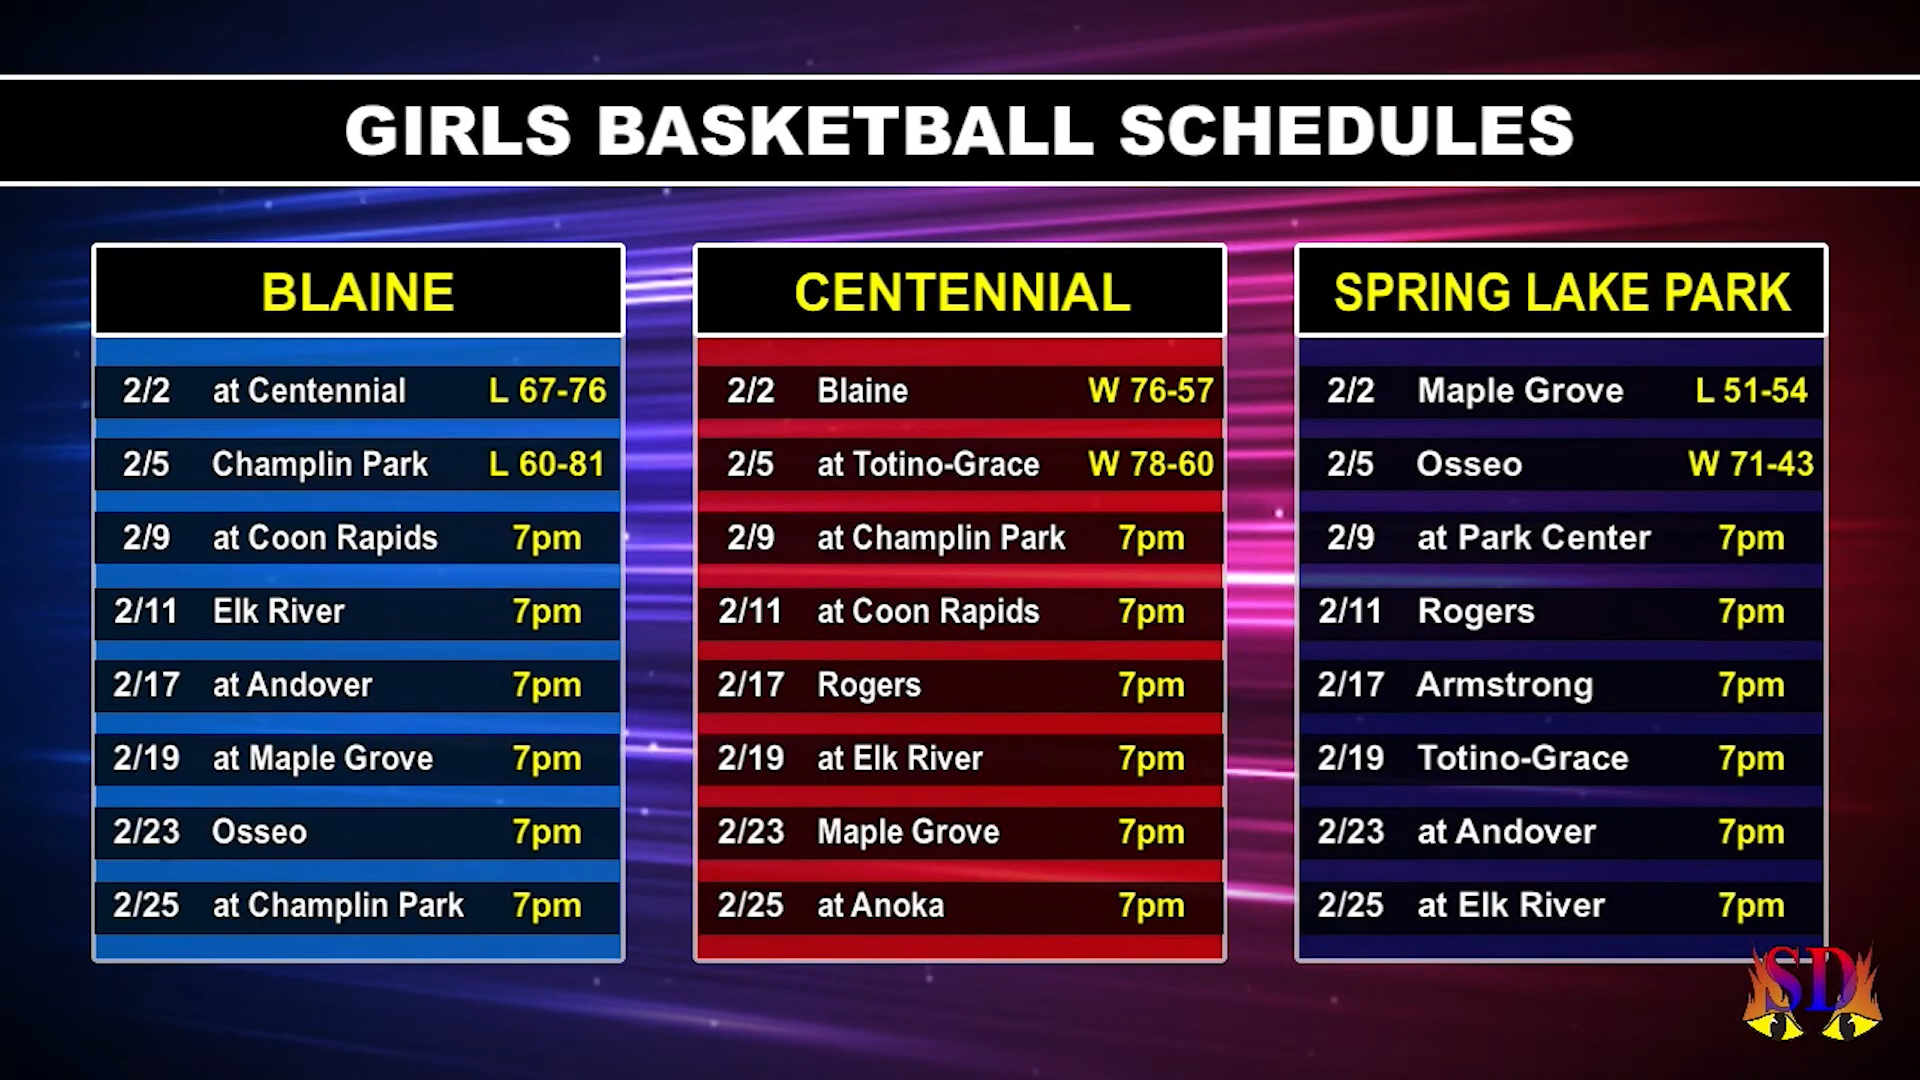 GIRLS BASKETBALL SCHEDULES
BLAINE
2/2 at Centennial L 67-76
2/5 Champlin Park L 60-81
2/9 at Coon Rapids 7pm
2/11 Elk River 7pm
2/17 at Andover 7pm
2/19 at Maple Grove 7pm
2/23 Osseo 7pm
2/25 at Champlin Park 7pm
CENTENNIAL
2/2 Blaine W 76-57
2/5 at Totino-Grace W 78-60
2/9 at Champlin Park 7pm
2/11 at Coon Rapids 7pm
2/17 Rogers 7pm
2/19 at Elk River 7pm
2/23 Maple Grove 7pm
2/25 at Anoka 7pm
SPRING LAKE PARK
2/2 Maple Grove L 51-54
2/5 Osseo W 71-43
2/9 at Park Center 7pm
2/11 Rogers 7pm
2/17 Armstrong 7pm
2/19 Totino-Grace 7pm
2/23 at Andover 7pm
2/25 at Elk River 7pm
SD